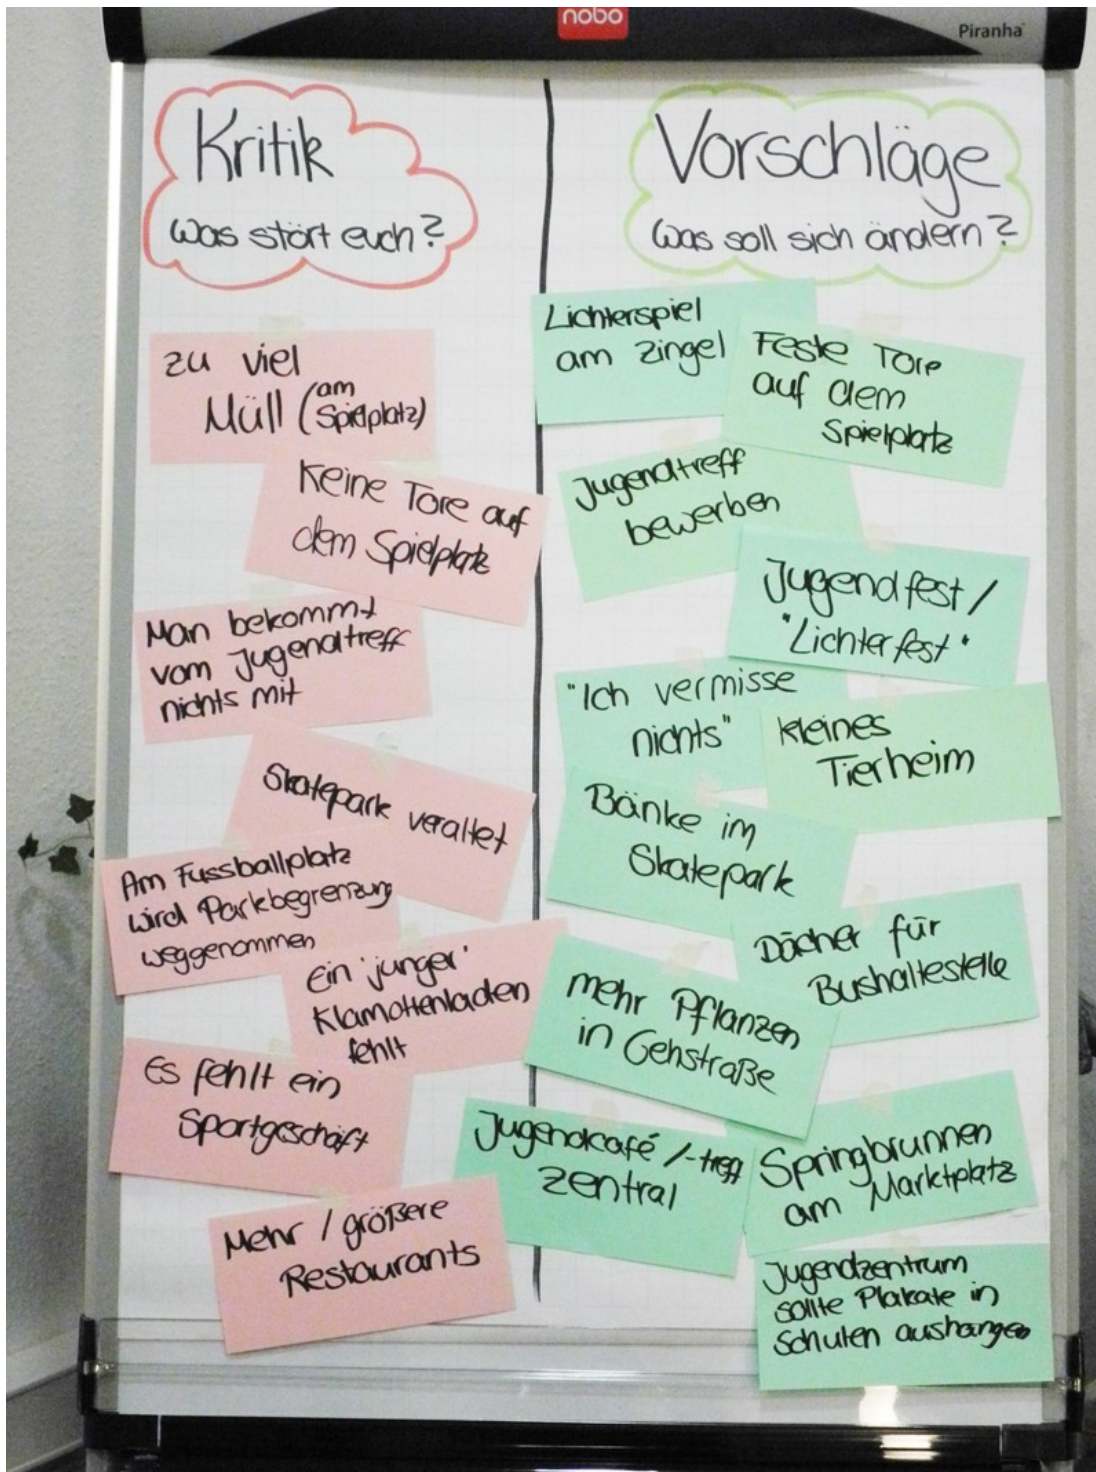 nobo
Piranha
Kritik
Was stört euch?
zu viel
Müll (am
Spielplatz)
Keine Tore auf
dem Spielplatz
Man bekommt
vom Jugendtreff
nichts mit
Skatepark veraltet
Am Fussballplatz
wird Parkbegrenzung
weggenommen
Ein 'junger'
Klamottenladen
fehlt
Es fehlt ein
Sportgeschäft
Mehr / größere
Restaurants
Vorschläge
Was soll sich ändern?
Lichterspiel
am Zingel
Feste Tore
auf dem
Spielplatz
Jugendtreff
bewerben
Jugendfest /
"Lichterfest"
"Ich vermisse
nichts"
kleines
Tierheim
Bänke im
Skatepark
Dächer für
Bushaltestelle
mehr Pflanzen
in Gehstraße
Jugendcafé /-treff
zentral
Springbrunnen
am Marktplatz
Jugendzentrum
sollte Plakate in
Schulen aushängen